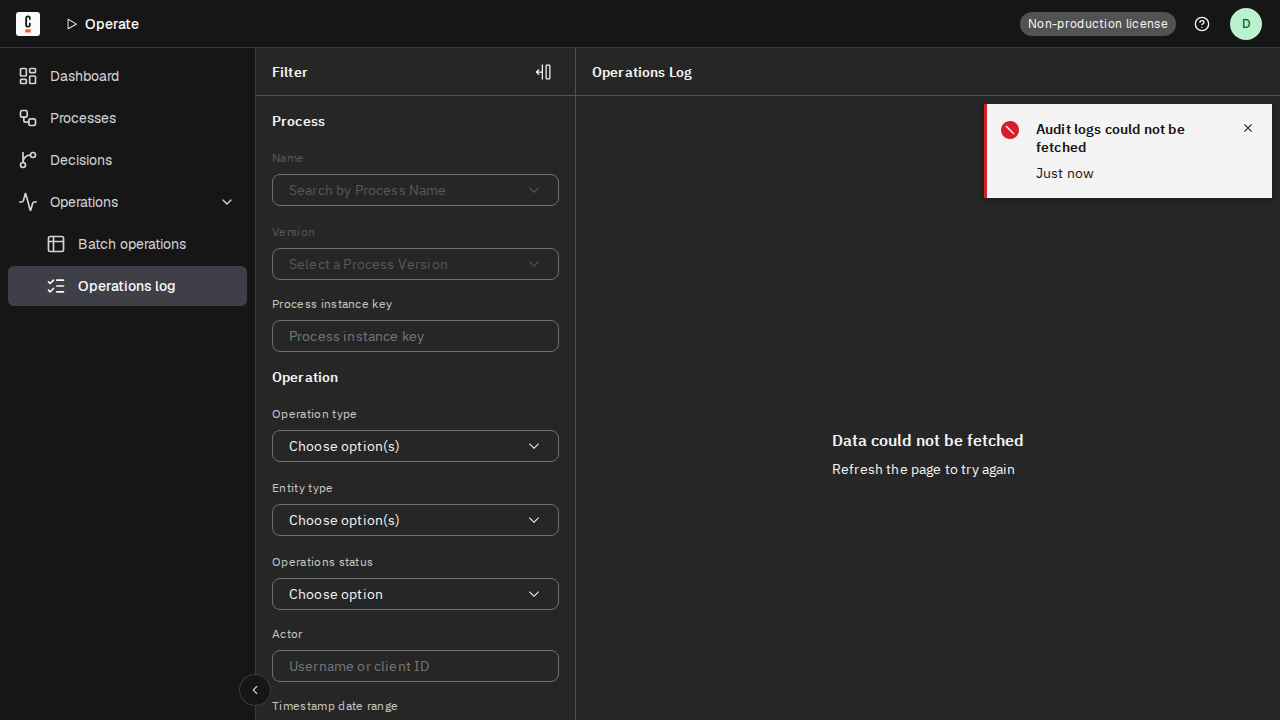 Operate
Non-production license
D
Dashboard
Processes
Decisions
Operations
Batch operations
Operations log
Filter
Process
Name
Search by Process Name
Version
Select a Process Version
Process instance key
Process instance key
Operation
Operation type
Choose option(s)
Entity type
Choose option(s)
Operations status
Choose option
Actor
Username or client ID
Timestamp date range
Operations Log
Audit logs could not be
fetched
Just now
Data could not be fetched
Refresh the page to try again